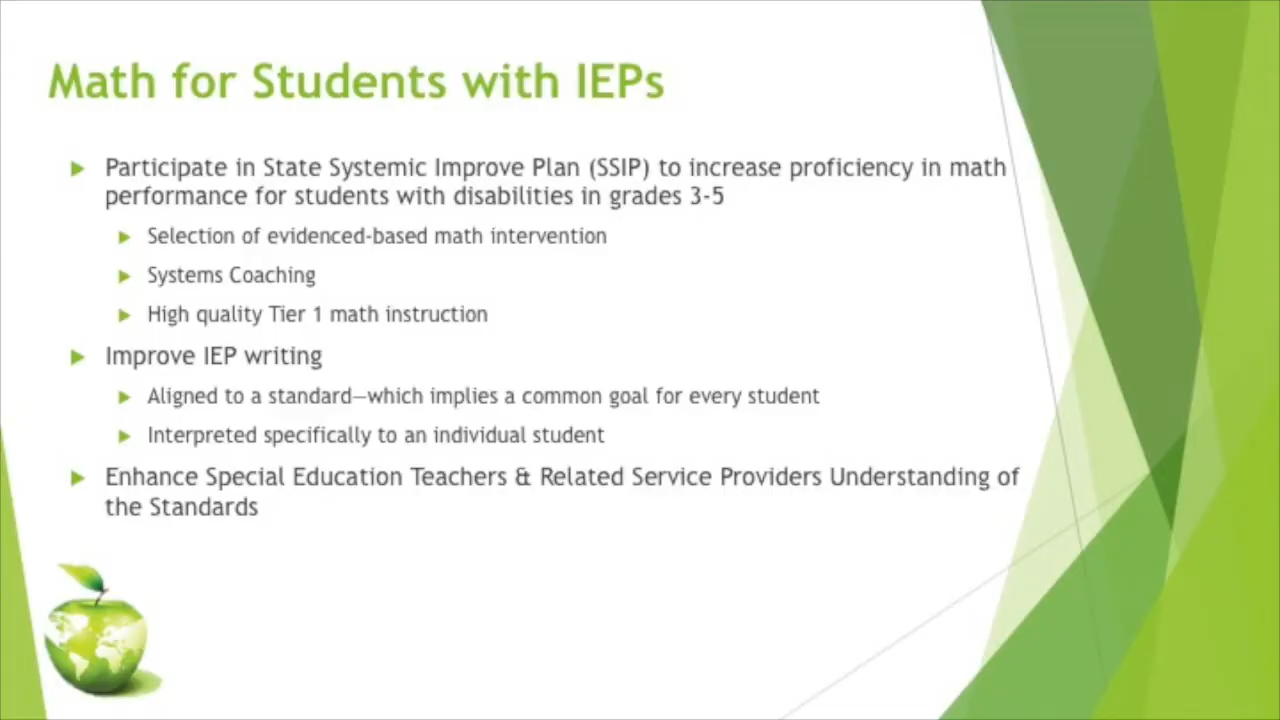 Math for Students with IEPs
Participate in State Systemic Improve Plan (SSIP) to increase proficiency in math
performance for students with disabilities in grades 3-5
Selection of evidenced-based math intervention
Systems Coaching
High quality Tier 1 math instruction
Improve IEP writing
Aligned to a standard—which implies a common goal for every student
Interpreted specifically to an individual student
Enhance Special Education Teachers & Related Service Providers Understanding of
the Standards